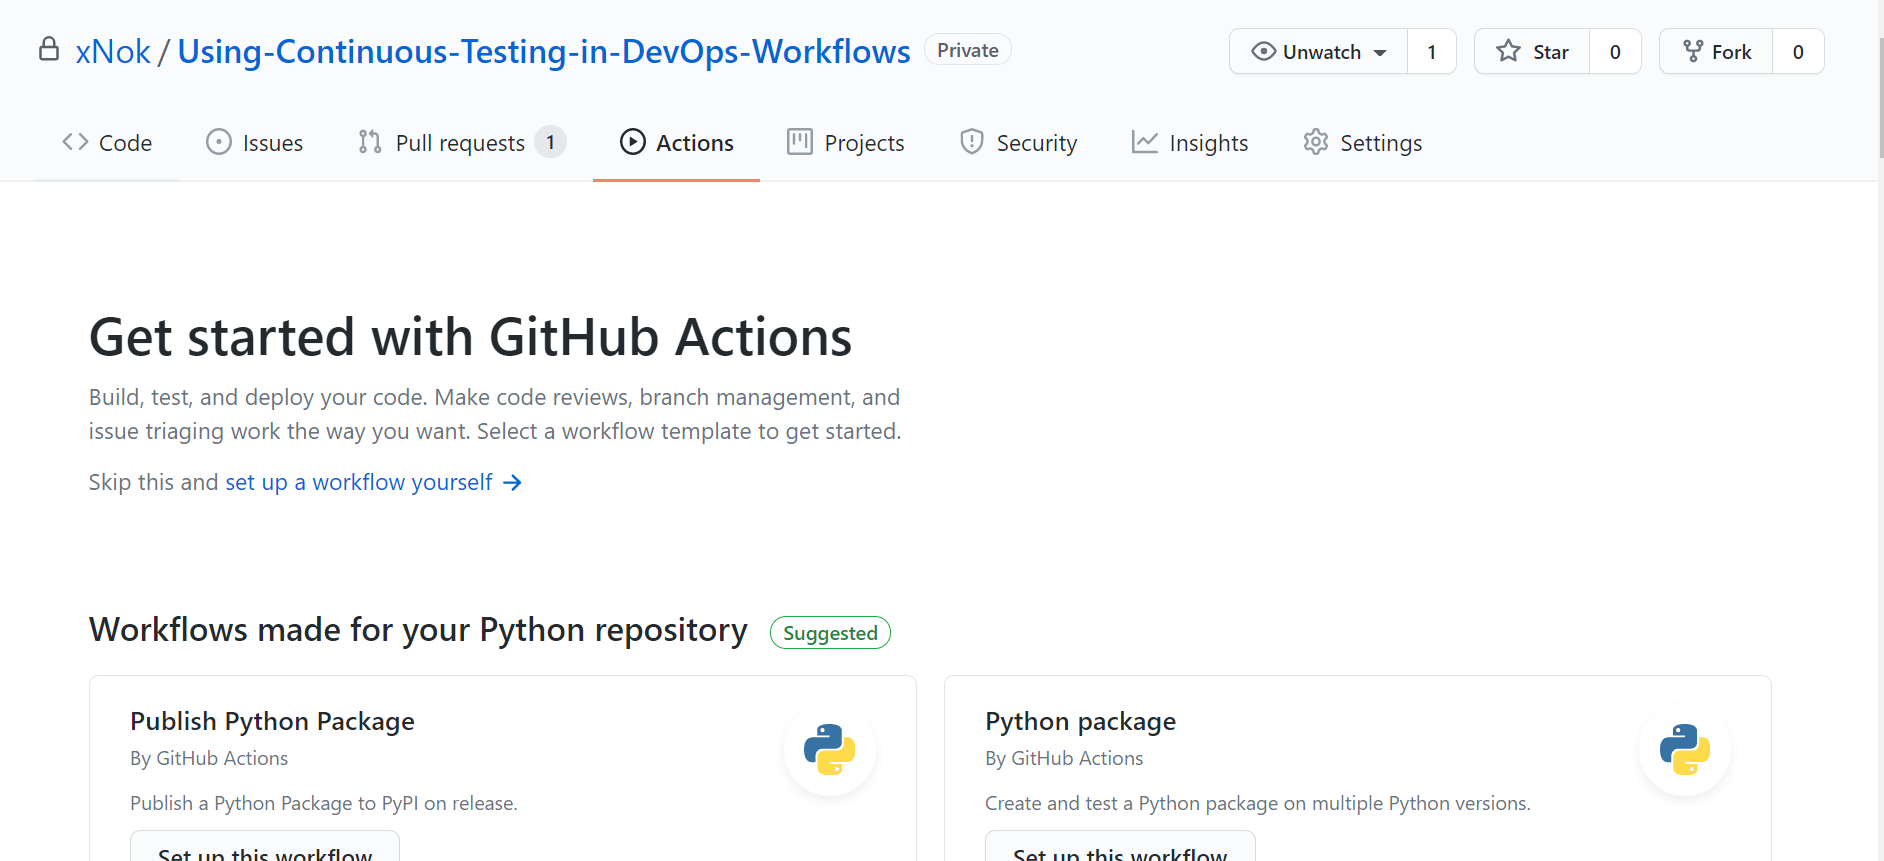 xNok / Using-Continuous-Testing-in-DevOps-Workflows Private Unwatch 1 Star 0 Fork 0
Code Issues Pull requests 1 Actions Projects Security Insights Settings
Get started with GitHub Actions
Build, test, and deploy your code. Make code reviews, branch management, and
issue triaging work the way you want. Select a workflow template to get started.
Skip this and set up a workflow yourself →
Workflows made for your Python repository Suggested
Publish Python Package
By GitHub Actions
Publish a Python Package to PyPI on release.
Set up this workflow
Python package
By GitHub Actions
Create and test a Python package on multiple Python versions.
Set up this workflow